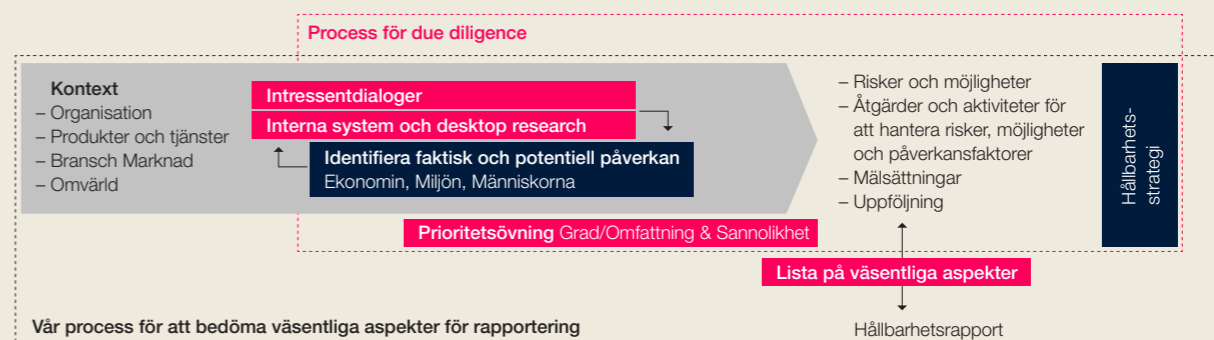 Process för due diligence
Kontext
– Organisation
– Produkter och tjänster
– Bransch Marknad
– Omvärld
Intressentdialoger
Interna system och desktop research
Identifiera faktisk och potentiell påverkan
Ekonomin, Miljön, Människorna
Prioritetsövning Grad/Omfattning & Sannolikhet
– Risker och möjligheter
– Åtgärder och aktiviteter för
att hantera risker, möjligheter
och påverkansfaktorer
– Mälsättningar
– Uppföljning
Hållbarhets-
strategi
Lista på väsentliga aspekter
Vår process för att bedöma väsentliga aspekter för rapportering
Hållbarhetsrapport